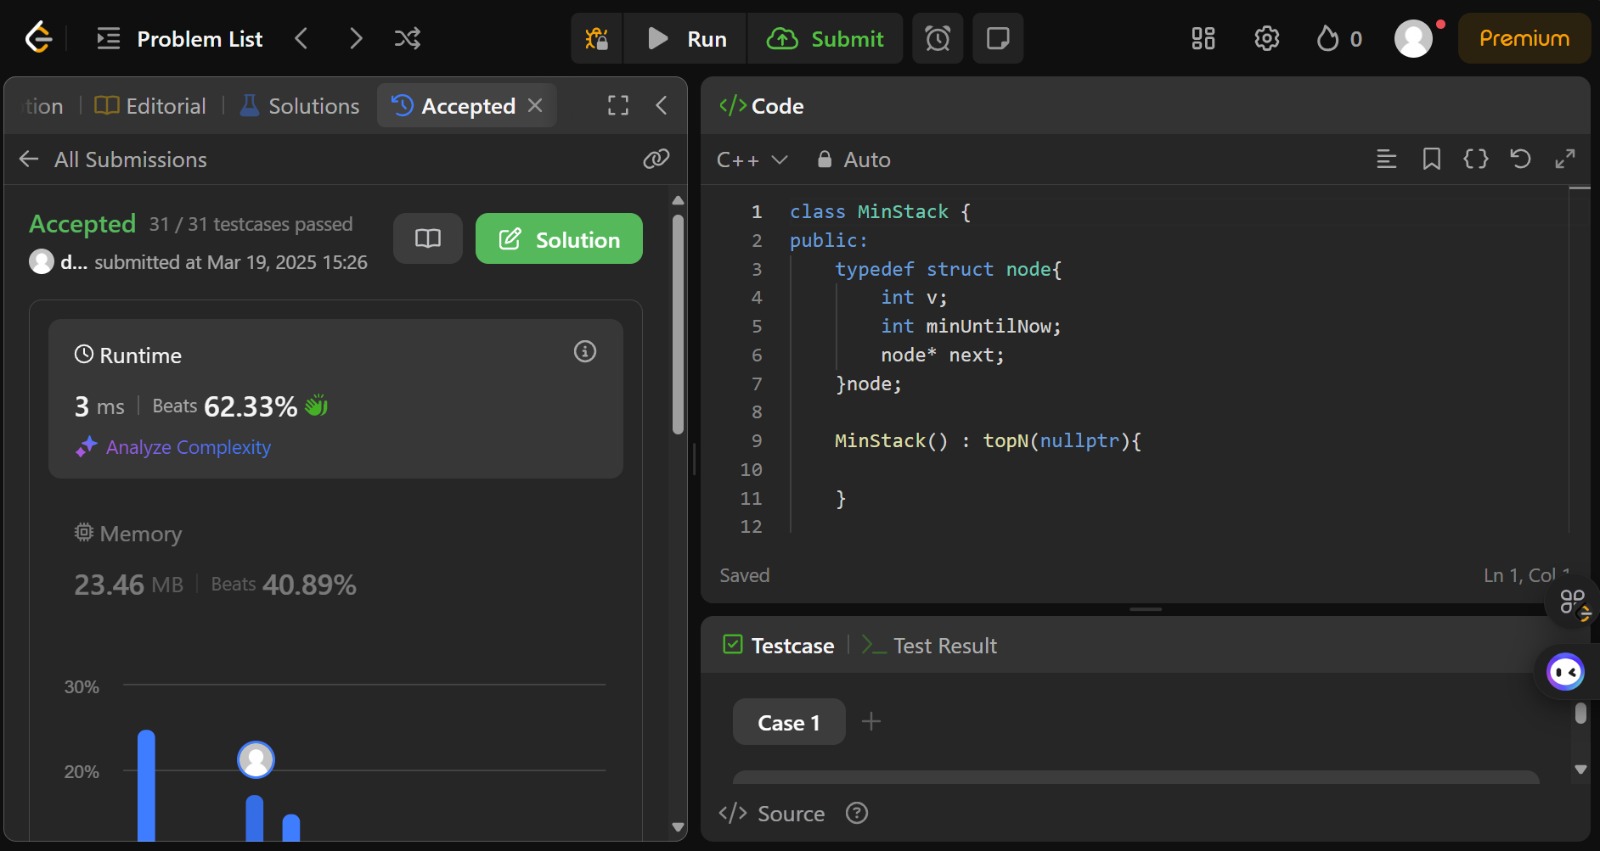 Problem List
Run
Submit
0
Premium
tion
Editorial
Solutions
Accepted
All Submissions
Accepted 31 / 31 testcases passed
d... submitted at Mar 19, 2025 15:26
Solution
Runtime
3 ms Beats 62.33%
Analyze Complexity
Memory
23.46 MB Beats 40.89%
30%
20%
</> Code
C++ Auto
1 class MinStack {
2 public:
3 typedef struct node{
4 int v;
5 int minUntilNow;
6 node* next;
7 }node;
8
9 MinStack() : topN(nullptr){
10
11 }
12
Saved
Ln 1, Col 1
Testcase
Test Result
Case 1 +
</> Source